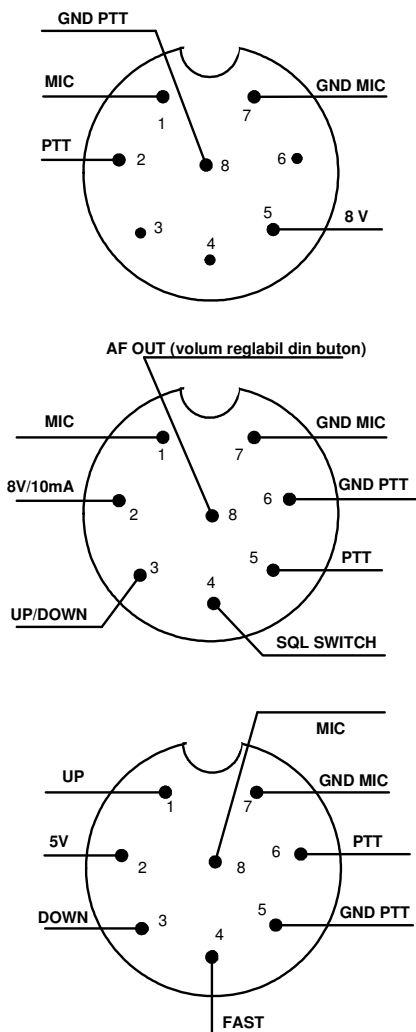 GND PTT
MIC
GND MIC
1
7
PTT
2
8
6
3
5
8 V
4
AF OUT (volum reglabil din buton)
MIC
GND MIC
1
7
8V/10mA
GND PTT
2
8
6
3
5
PTT
4
UP/DOWN
SQL SWITCH
MIC
UP
GND MIC
1
7
5V
PTT
2
8
6
DOWN
3
5
GND PTT
4
FAST